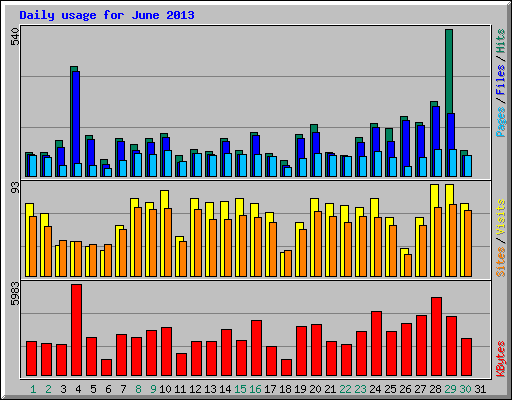 Daily usage for June 2013
540
Pages / Files / Hits
93
Sites / Visits
5983
KBytes
1 2 3 4 5 6 7 8 9 10 11 12 13 14 15 16 17 18 19 20 21 22 23 24 25 26 27 28 29 30 31